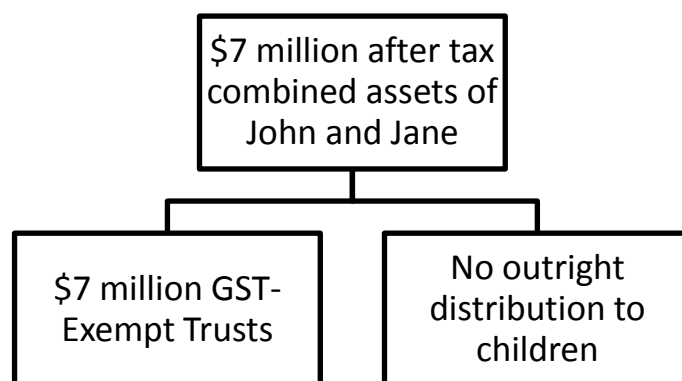 $7 million after tax
combined assets of
John and Jane
$7 million GST-
Exempt Trusts
No outright
distribution to
children